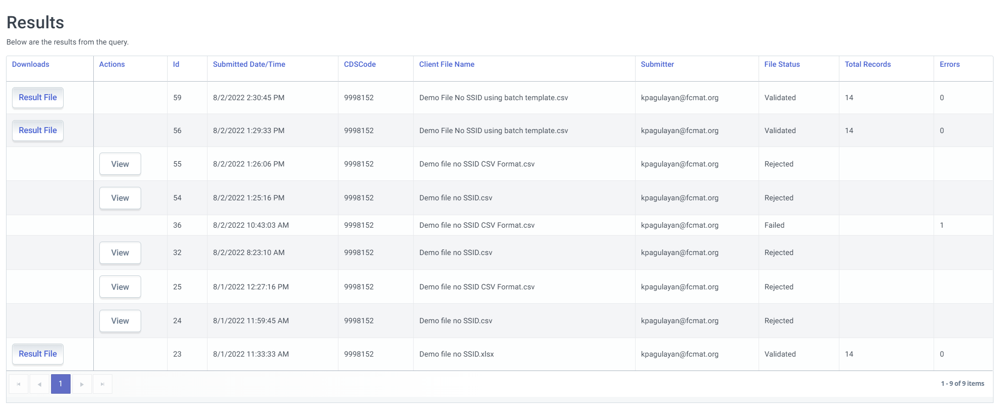 Results
Below are the results from the query.
Downloads Actions Id Submitted Date/Time CDSCode Client File Name Submitter File Status Total Records Errors
Result File 59 8/2/2022 2:30:45 PM 9998152 Demo File No SSID using batch template.csv kpagulayan@fcmat.org Validated 14 0
Result File 56 8/2/2022 1:29:33 PM 9998152 Demo File No SSID using batch template.csv kpagulayan@fcmat.org Validated 14 0
View 55 8/2/2022 1:26:06 PM 9998152 Demo file no SSID CSV Format.csv kpagulayan@fcmat.org Rejected
View 54 8/2/2022 1:25:16 PM 9998152 Demo file no SSID.csv kpagulayan@fcmat.org Rejected
36 8/2/2022 10:43:03 AM 9998152 Demo file no SSID CSV Format.csv kpagulayan@fcmat.org Failed 1
View 32 8/2/2022 8:23:10 AM 9998152 Demo file no SSID.csv kpagulayan@fcmat.org Rejected
View 25 8/1/2022 12:27:16 PM 9998152 Demo file no SSID CSV Format.csv kpagulayan@fcmat.org Rejected
View 24 8/1/2022 11:59:45 AM 9998152 Demo file no SSID.csv kpagulayan@fcmat.org Rejected
Result File 23 8/1/2022 11:33:33 AM 9998152 Demo file no SSID.xlsx kpagulayan@fcmat.org Validated 14 0
1 1 - 9 of 9 items